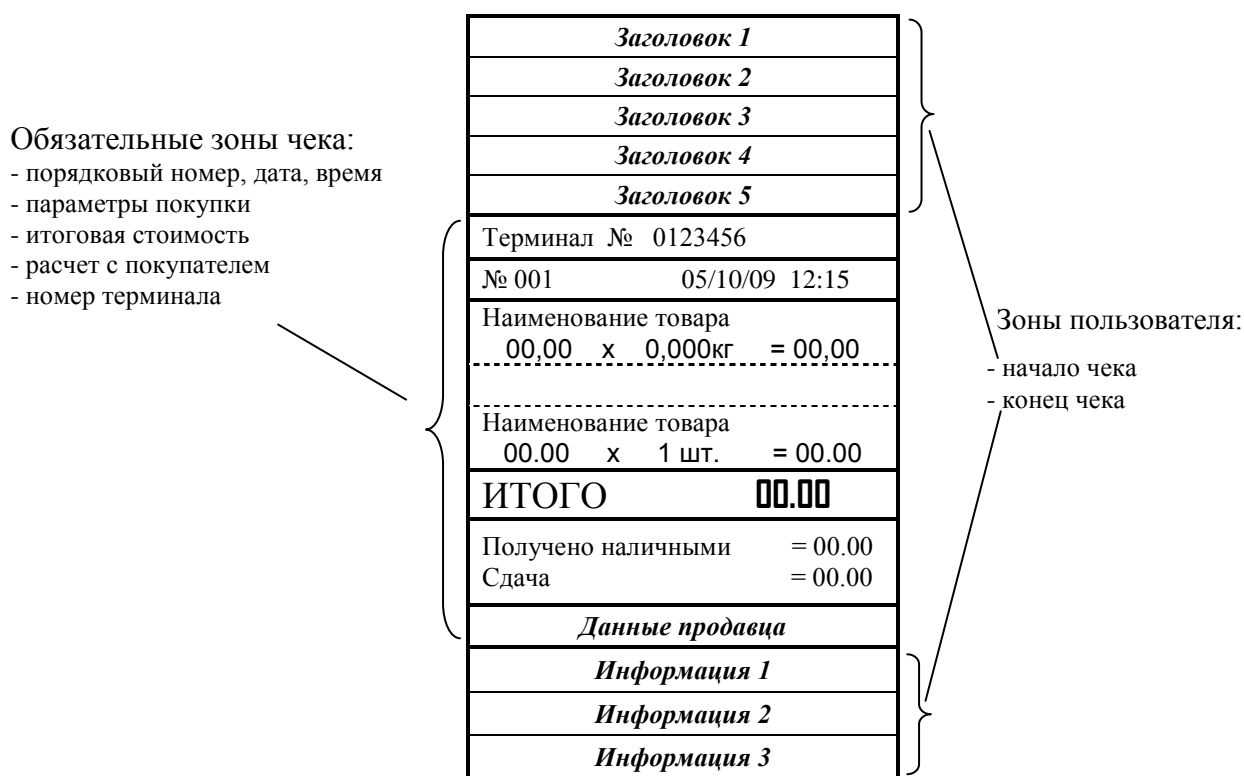 Заголовок 1
Заголовок 2
Заголовок 3
Заголовок 4
Заголовок 5
Обязательные зоны чека:
- порядковый номер, дата, время
- параметры покупки
- итоговая стоимость
- расчет с покупателем
- номер терминала
Терминал № 0123456
№ 001 05/10/09 12:15
Наименование товара
00,00 x 0,000кг = 00,00
Наименование товара
00.00 x 1 шт. = 00.00
ИТОГО 00.00
Получено наличными = 00.00
Сдача = 00.00
Данные продавца
Информация 1
Информация 2
Информация 3
Зоны пользователя:
- начало чека
- конец чека